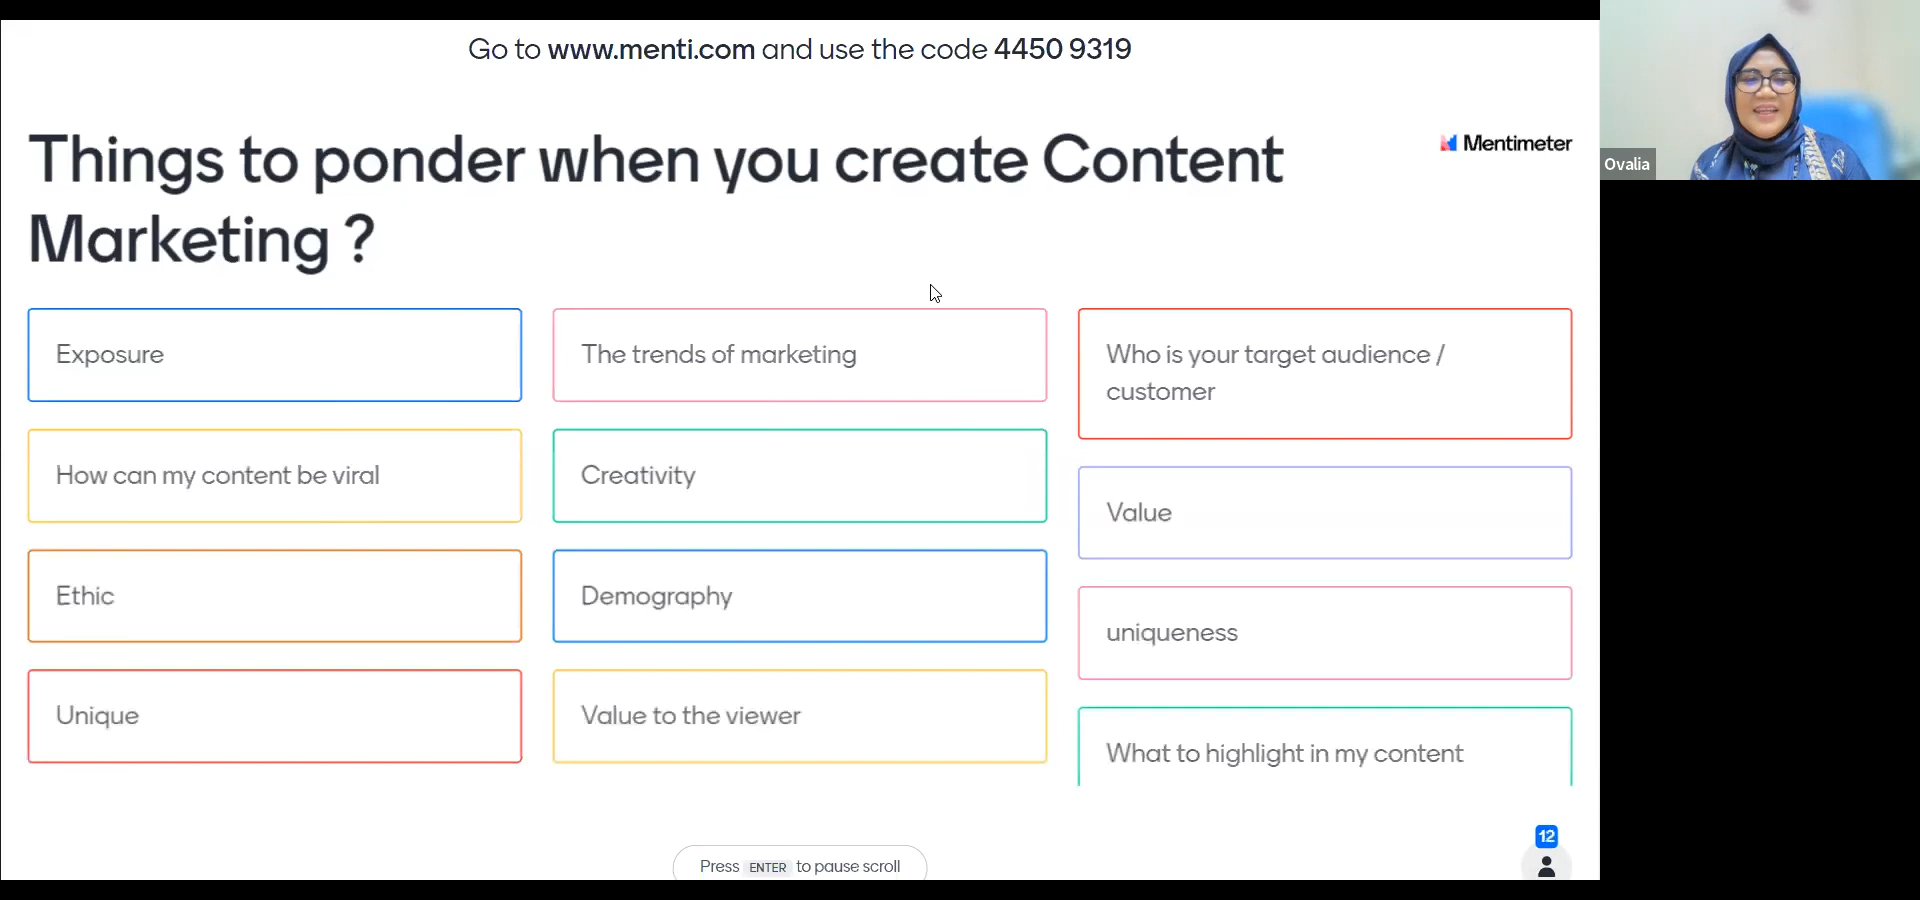 Go to www.menti.com and use the code 4450 9319
Things to ponder when you create Content
Marketing ?
Mentimeter
Ovalia
Exposure
The trends of marketing
Who is your target audience /
customer
How can my content be viral
Creativity
Value
Ethic
Demography
uniqueness
Unique
Value to the viewer
What to highlight in my content
12
Press ENTER to pause scroll